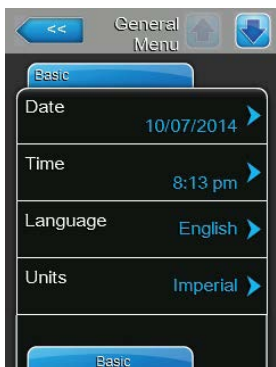 <<
General
Menu
Basic
Date
10/07/2014
Time
8:13 pm
Language
English
Units
Imperial
Basic